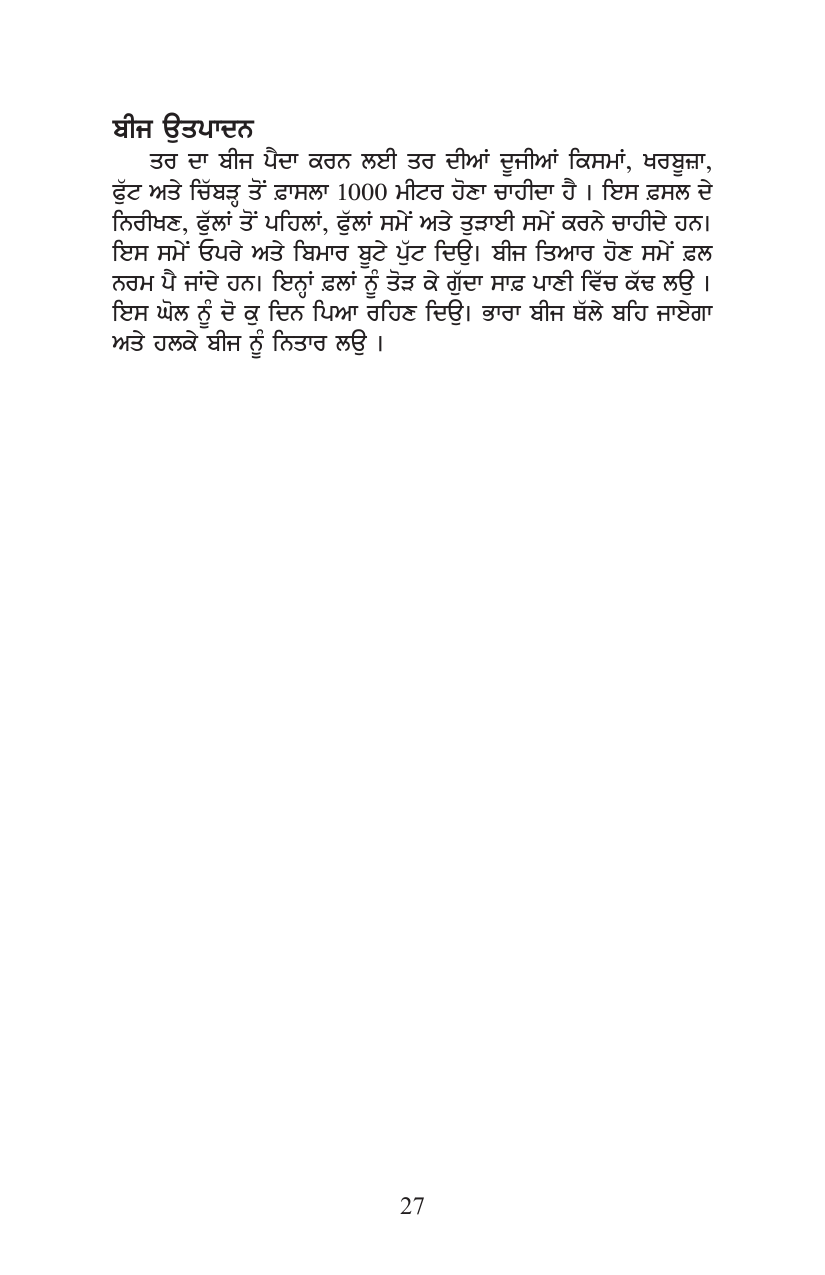 ਬੀਜ ਉਤਪਾਦਨ
ਤਰ ਦਾ ਬੀਜ ਪੈਦਾ ਕਰਨ ਲਈ ਤਰ ਦੀਆਂ ਦੂਜੀਆਂ ਕਿਸਮਾਂ, ਖਰਬੂਜ਼ਾ,
ਫੁੱਟ ਅਤੇ ਚਿੱਬੜ੍ਹ ਤੋਂ ਫ਼ਾਸਲਾ 1000 ਮੀਟਰ ਹੋਣਾ ਚਾਹੀਦਾ ਹੈ । ਇਸ ਫ਼ਸਲ ਦੇ
ਨਿਰੀਖਣ, ਫੁੱਲਾਂ ਤੋਂ ਪਹਿਲਾਂ, ਫੁੱਲਾਂ ਸਮੇਂ ਅਤੇ ਤੁੜਾਈ ਸਮੇਂ ਕਰਨੇ ਚਾਹੀਦੇ ਹਨ।
ਇਸ ਸਮੇਂ ਓਪਰੇ ਅਤੇ ਬਿਮਾਰ ਬੂਟੇ ਪੁੱਟ ਦਿਉ। ਬੀਜ ਤਿਆਰ ਹੋਣ ਸਮੇਂ ਫ਼ਲ
ਨਰਮ ਪੈ ਜਾਂਦੇ ਹਨ। ਇਨ੍ਹਾਂ ਫ਼ਲਾਂ ਨੂੰ ਤੋੜ ਕੇ ਗੁੱਦਾ ਸਾਫ਼ ਪਾਣੀ ਵਿੱਚ ਕੱਢ ਲਉ ।
ਇਸ ਘੋਲ ਨੂੰ ਦੋ ਕੁ ਦਿਨ ਪਿਆ ਰਹਿਣ ਦਿਉ। ਭਾਰਾ ਬੀਜ ਥੱਲੇ ਬਹਿ ਜਾਏਗਾ
ਅਤੇ ਹਲਕੇ ਬੀਜ ਨੂੰ ਨਿਤਾਰ ਲਉ ।
27